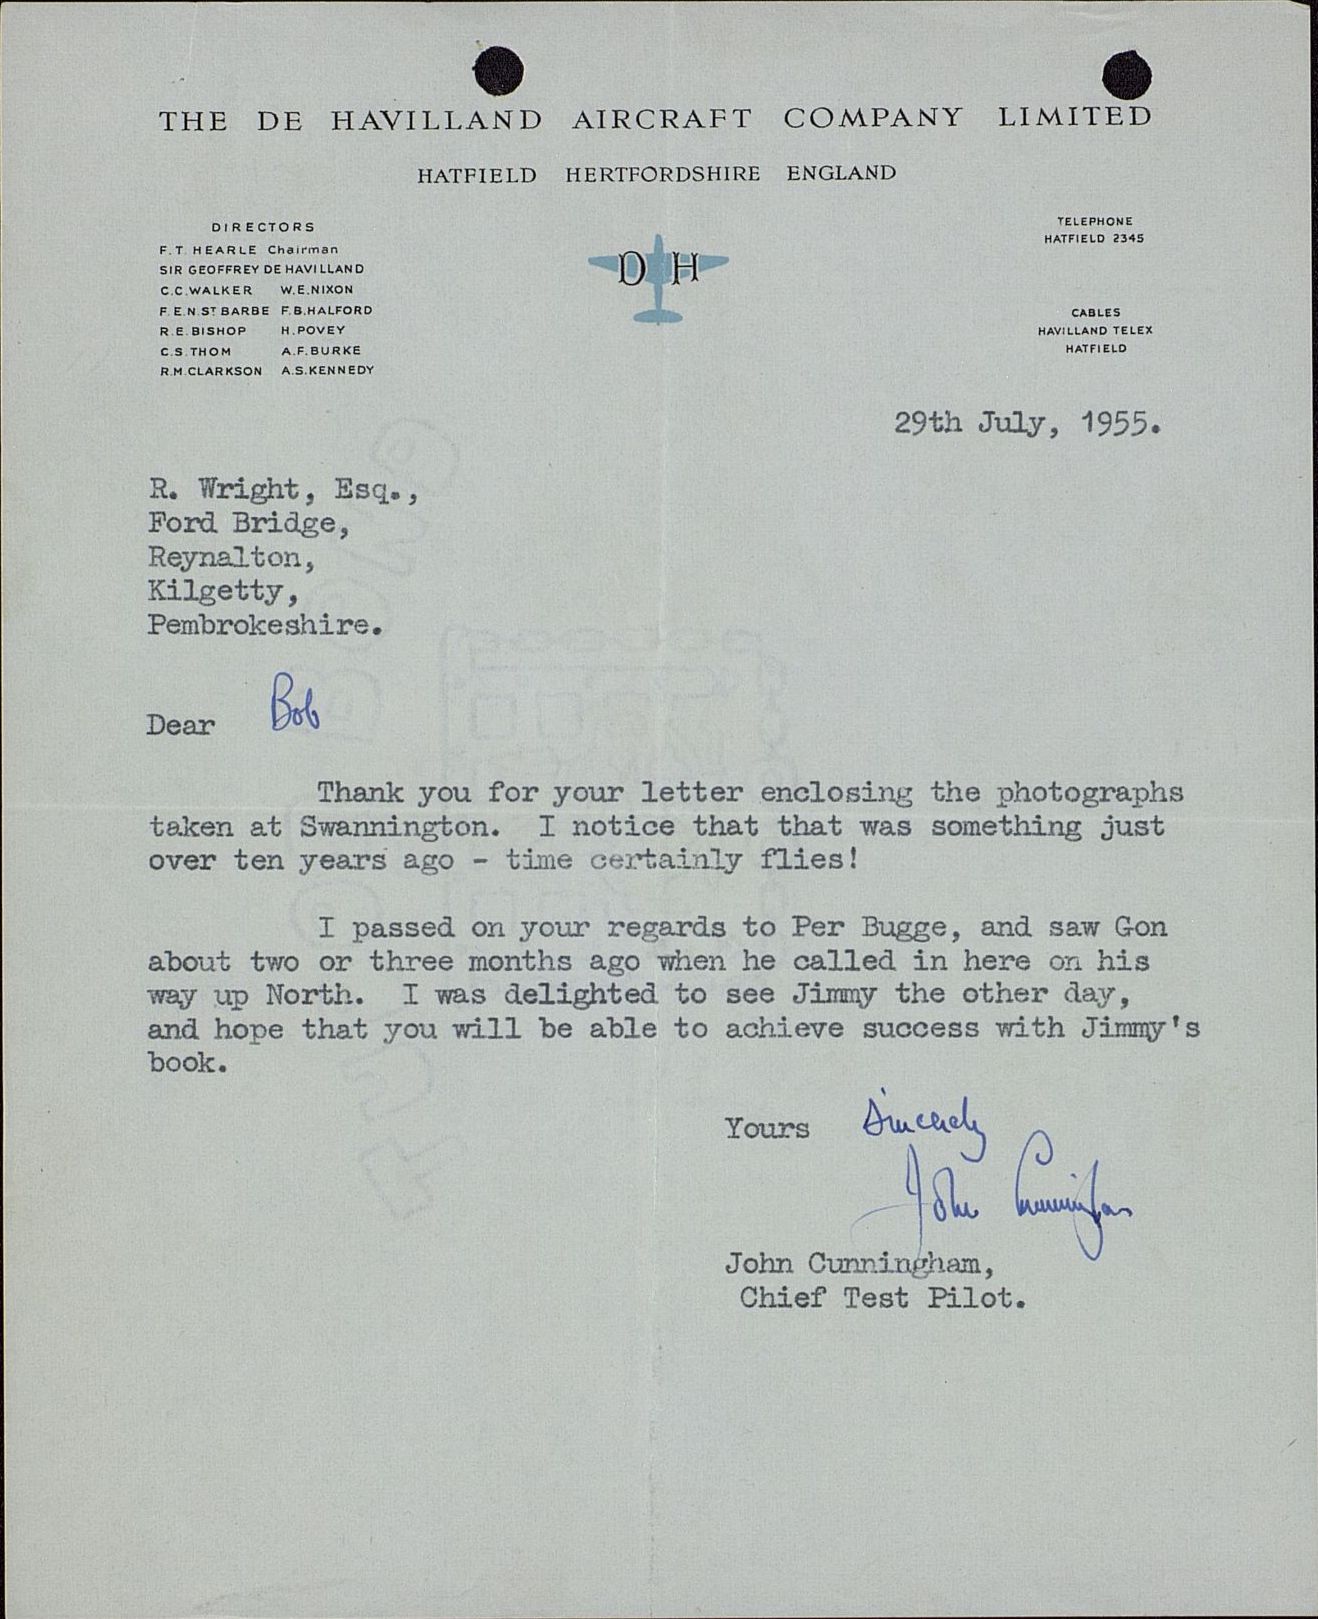 THE DE HAVILLAND AIRCRAFT COMPANY LIMITED
HATFIELD HERTFORDSHIRE ENGLAND
DIRECTORS
F.T. HEARLE Chairman
SIR GEOFFREY DE HAVILLAND
C.C.WALKER W.E.NIXON
F.E.N.ST BARBE F.B.HALFORD
R.E.BISHOP H.POVEY
C.S.THOM A.F.BURKE
R.M.CLARKSON A.S.KENNEDY
D H
TELEPHONE
HATFIELD 2345
CABLES
HAVILLAND TELEX
HATFIELD
29th July, 1955.
R. Wright, Esq.,
Ford Bridge,
Reynalton,
Kilgetty,
Pembrokeshire.
Dear Bob
Thank you for your letter enclosing the photographs
taken at Swannington. I notice that that was something just
over ten years ago - time certainly flies!
I passed on your regards to Per Bugge, and saw Gon
about two or three months ago when he called in here on his
way up North. I was delighted to see Jimmy the other day,
and hope that you will be able to achieve success with Jimmy's
book.
Yours Sincerely
John Cunningham
John Cunningham,
Chief Test Pilot.